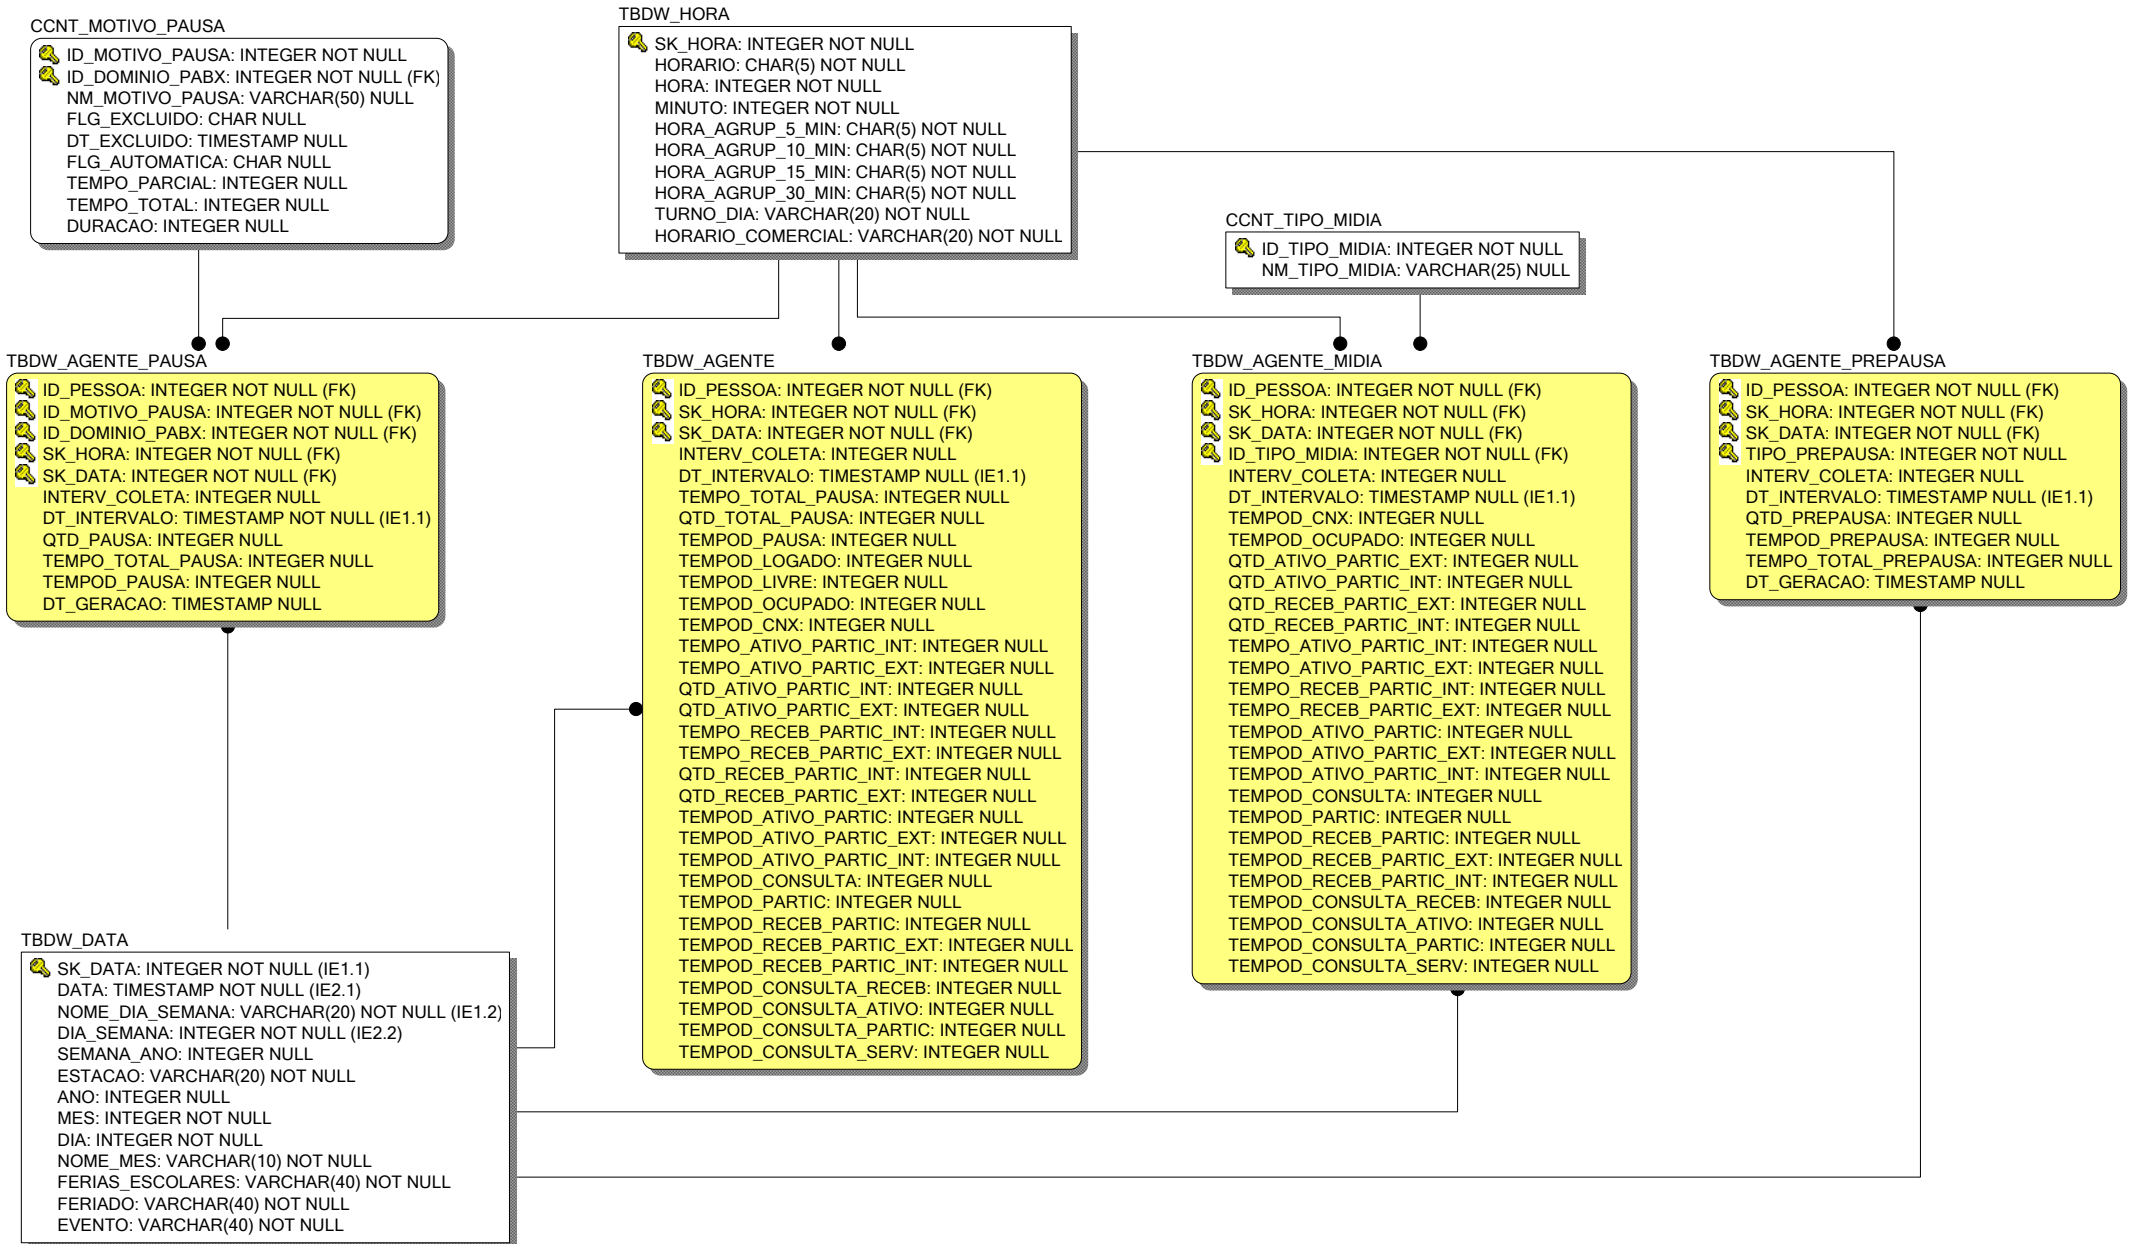 CCNT_MOTIVO_PAUSA
ID_MOTIVO_PAUSA: INTEGER NOT NULL
ID_DOMINIO_PABX: INTEGER NOT NULL (FK)
NM_MOTIVO_PAUSA: VARCHAR(50) NULL
FLG_EXCLUIDO: CHAR NULL
DT_EXCLUIDO: TIMESTAMP NULL
FLG_AUTOMATICA: CHAR NULL
TEMPO_PARCIAL: INTEGER NULL
TEMPO_TOTAL: INTEGER NULL
DURACAO: INTEGER NULL
TBDW_HORA
SK_HORA: INTEGER NOT NULL
HORARIO: CHAR(5) NOT NULL
HORA: INTEGER NOT NULL
MINUTO: INTEGER NOT NULL
HORA_AGRUP_5_MIN: CHAR(5) NOT NULL
HORA_AGRUP_10_MIN: CHAR(5) NOT NULL
HORA_AGRUP_15_MIN: CHAR(5) NOT NULL
HORA_AGRUP_30_MIN: CHAR(5) NOT NULL
TURNO_DIA: VARCHAR(20) NOT NULL
HORARIO_COMERCIAL: VARCHAR(20) NOT NULL
CCNT_TIPO_MIDIA
ID_TIPO_MIDIA: INTEGER NOT NULL
NM_TIPO_MIDIA: VARCHAR(25) NULL
TBDW_AGENTE_PAUSA
ID_PESSOA: INTEGER NOT NULL (FK)
ID_MOTIVO_PAUSA: INTEGER NOT NULL (FK)
ID_DOMINIO_PABX: INTEGER NOT NULL (FK)
SK_HORA: INTEGER NOT NULL (FK)
SK_DATA: INTEGER NOT NULL (FK)
INTERV_COLETA: INTEGER NULL
DT_INTERVALO: TIMESTAMP NOT NULL (IE1.1)
QTD_PAUSA: INTEGER NULL
TEMPO_TOTAL_PAUSA: INTEGER NULL
TEMPOD_PAUSA: INTEGER NULL
DT_GERACAO: TIMESTAMP NULL
TBDW_AGENTE
ID_PESSOA: INTEGER NOT NULL (FK)
SK_HORA: INTEGER NOT NULL (FK)
SK_DATA: INTEGER NOT NULL (FK)
INTERV_COLETA: INTEGER NULL
DT_INTERVALO: TIMESTAMP NULL (IE1.1)
TEMPO_TOTAL_PAUSA: INTEGER NULL
QTD_TOTAL_PAUSA: INTEGER NULL
TEMPOD_PAUSA: INTEGER NULL
TEMPOD_LOGADO: INTEGER NULL
TEMPOD_LIVRE: INTEGER NULL
TEMPOD_OCUPADO: INTEGER NULL
TEMPOD_CNX: INTEGER NULL
TEMPO_ATIVO_PARTIC_INT: INTEGER NULL
TEMPO_ATIVO_PARTIC_EXT: INTEGER NULL
QTD_ATIVO_PARTIC_INT: INTEGER NULL
QTD_ATIVO_PARTIC_EXT: INTEGER NULL
TEMPO_RECEB_PARTIC_INT: INTEGER NULL
TEMPO_RECEB_PARTIC_EXT: INTEGER NULL
QTD_RECEB_PARTIC_INT: INTEGER NULL
QTD_RECEB_PARTIC_EXT: INTEGER NULL
TEMPOD_ATIVO_PARTIC: INTEGER NULL
TEMPOD_ATIVO_PARTIC_EXT: INTEGER NULL
TEMPOD_ATIVO_PARTIC_INT: INTEGER NULL
TEMPOD_CONSULTA: INTEGER NULL
TEMPOD_PARTIC: INTEGER NULL
TEMPOD_RECEB_PARTIC: INTEGER NULL
TEMPOD_RECEB_PARTIC_EXT: INTEGER NULL
TEMPOD_RECEB_PARTIC_INT: INTEGER NULL
TEMPOD_CONSULTA_RECEB: INTEGER NULL
TEMPOD_CONSULTA_ATIVO: INTEGER NULL
TEMPOD_CONSULTA_PARTIC: INTEGER NULL
TEMPOD_CONSULTA_SERV: INTEGER NULL
TBDW_AGENTE_MIDIA
ID_PESSOA: INTEGER NOT NULL (FK)
SK_HORA: INTEGER NOT NULL (FK)
SK_DATA: INTEGER NOT NULL (FK)
ID_TIPO_MIDIA: INTEGER NOT NULL (FK)
INTERV_COLETA: INTEGER NULL
DT_INTERVALO: TIMESTAMP NULL (IE1.1)
TEMPOD_CNX: INTEGER NULL
TEMPOD_OCUPADO: INTEGER NULL
QTD_ATIVO_PARTIC_EXT: INTEGER NULL
QTD_ATIVO_PARTIC_INT: INTEGER NULL
QTD_RECEB_PARTIC_EXT: INTEGER NULL
QTD_RECEB_PARTIC_INT: INTEGER NULL
TEMPO_ATIVO_PARTIC_INT: INTEGER NULL
TEMPO_ATIVO_PARTIC_EXT: INTEGER NULL
TEMPO_RECEB_PARTIC_INT: INTEGER NULL
TEMPO_RECEB_PARTIC_EXT: INTEGER NULL
TEMPOD_ATIVO_PARTIC: INTEGER NULL
TEMPOD_ATIVO_PARTIC_EXT: INTEGER NULL
TEMPOD_ATIVO_PARTIC_INT: INTEGER NULL
TEMPOD_CONSULTA: INTEGER NULL
TEMPOD_PARTIC: INTEGER NULL
TEMPOD_RECEB_PARTIC: INTEGER NULL
TEMPOD_RECEB_PARTIC_EXT: INTEGER NULL
TEMPOD_RECEB_PARTIC_INT: INTEGER NULL
TEMPOD_CONSULTA_RECEB: INTEGER NULL
TEMPOD_CONSULTA_ATIVO: INTEGER NULL
TEMPOD_CONSULTA_PARTIC: INTEGER NULL
TEMPOD_CONSULTA_SERV: INTEGER NULL
TBDW_AGENTE_PREPAUSA
ID_PESSOA: INTEGER NOT NULL (FK)
SK_HORA: INTEGER NOT NULL (FK)
SK_DATA: INTEGER NOT NULL (FK)
TIPO_PREPAUSA: INTEGER NOT NULL
INTERV_COLETA: INTEGER NULL
DT_INTERVALO: TIMESTAMP NULL (IE1.1)
QTD_PREPAUSA: INTEGER NULL
TEMPOD_PREPAUSA: INTEGER NULL
TEMPO_TOTAL_PREPAUSA: INTEGER NULL
DT_GERACAO: TIMESTAMP NULL
TBDW_DATA
SK_DATA: INTEGER NOT NULL (IE1.1)
DATA: TIMESTAMP NOT NULL (IE2.1)
NOME_DIA_SEMANA: VARCHAR(20) NOT NULL (IE1.2)
DIA_SEMANA: INTEGER NOT NULL (IE2.2)
SEMANA_ANO: INTEGER NULL
ESTACAO: VARCHAR(20) NOT NULL
ANO: INTEGER NULL
MES: INTEGER NOT NULL
DIA: INTEGER NOT NULL
NOME_MES: VARCHAR(10) NOT NULL
FERIAS_ESCOLARES: VARCHAR(40) NOT NULL
FERIADO: VARCHAR(40) NOT NULL
EVENTO: VARCHAR(40) NOT NULL